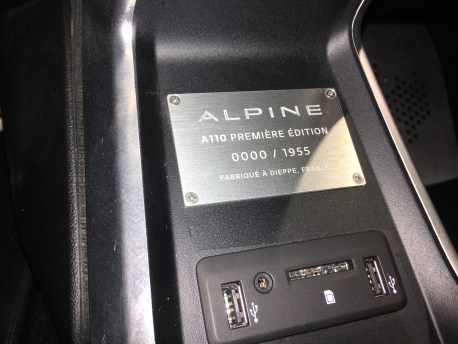 ALPINE
A110 PREMIÈRE ÉDITION
0000 / 1955
FABRIQUÉ À DIEPPE, FRANCE